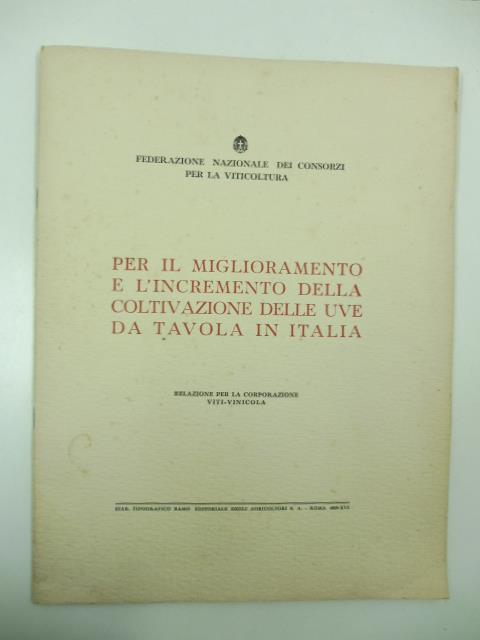 FEDERAZIONE NAZIONALE DEI CONSORZI
PER LA VITICOLTURA
PER IL MIGLIORAMENTO
E L'INCREMENTO DELLA
COLTIVAZIONE DELLE UVE
DA TAVOLA IN ITALIA
RELAZIONE PER LA CORPORAZIONE
VITI-VINICOLA
STAB. TIPOGRAFICO RAMO EDITORIALE DEGLI AGRICOLTORI S. A. - ROMA